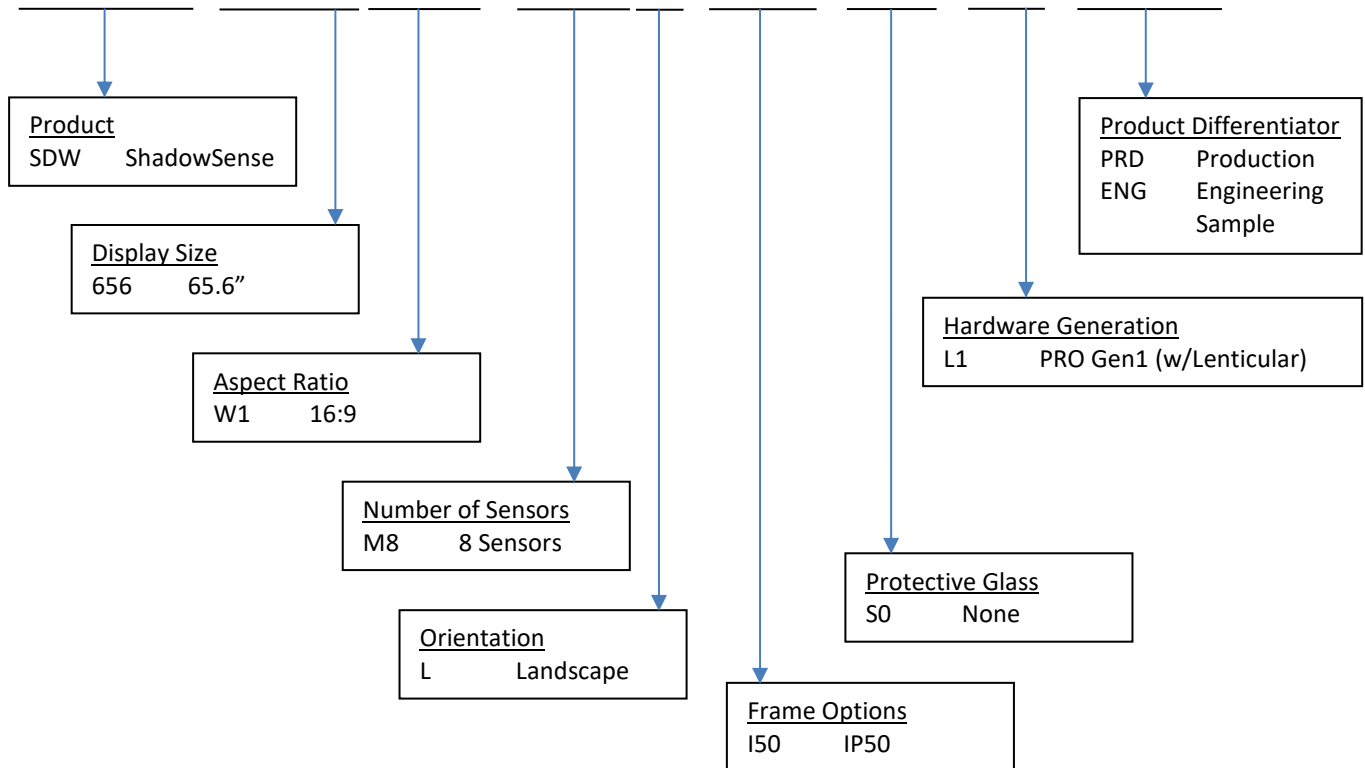 Product
SDW ShadowSense
Product Differentiator
PRD Production
ENG Engineering
Sample
Display Size
656 65.6”
Hardware Generation
L1 PRO Gen1 (w/Lenticular)
Aspect Ratio
W1 16:9
Number of Sensors
M8 8 Sensors
Protective Glass
S0 None
Orientation
L Landscape
Frame Options
I50 IP50